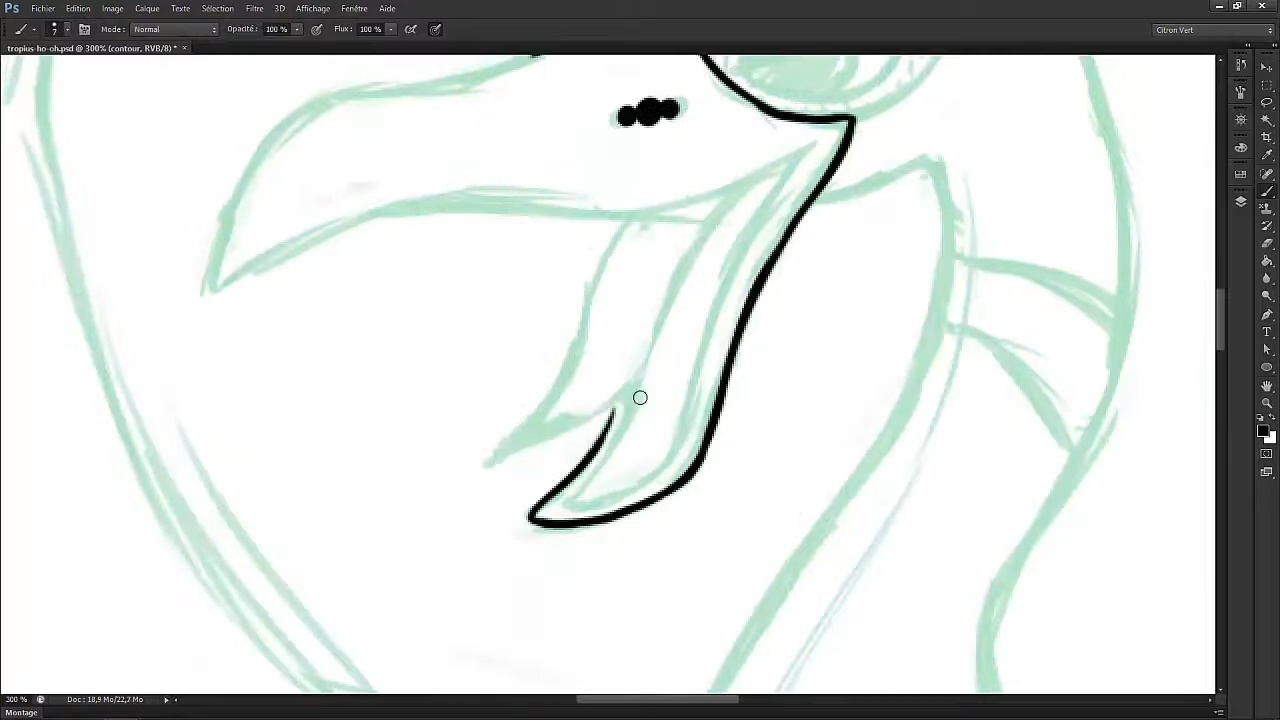 Ps Fichier Edition Image Calque Texte Sélection Filtre 3D Affichage Fenêtre Aide
7 Mode : Normal Opacité : 100 % Flux : 100 % Citron Vert
tropius-ho-oh.psd @ 300% (contour, RVB/8) * ×
300 % Doc : 18,9 Mo/22,7 Mo
Montage